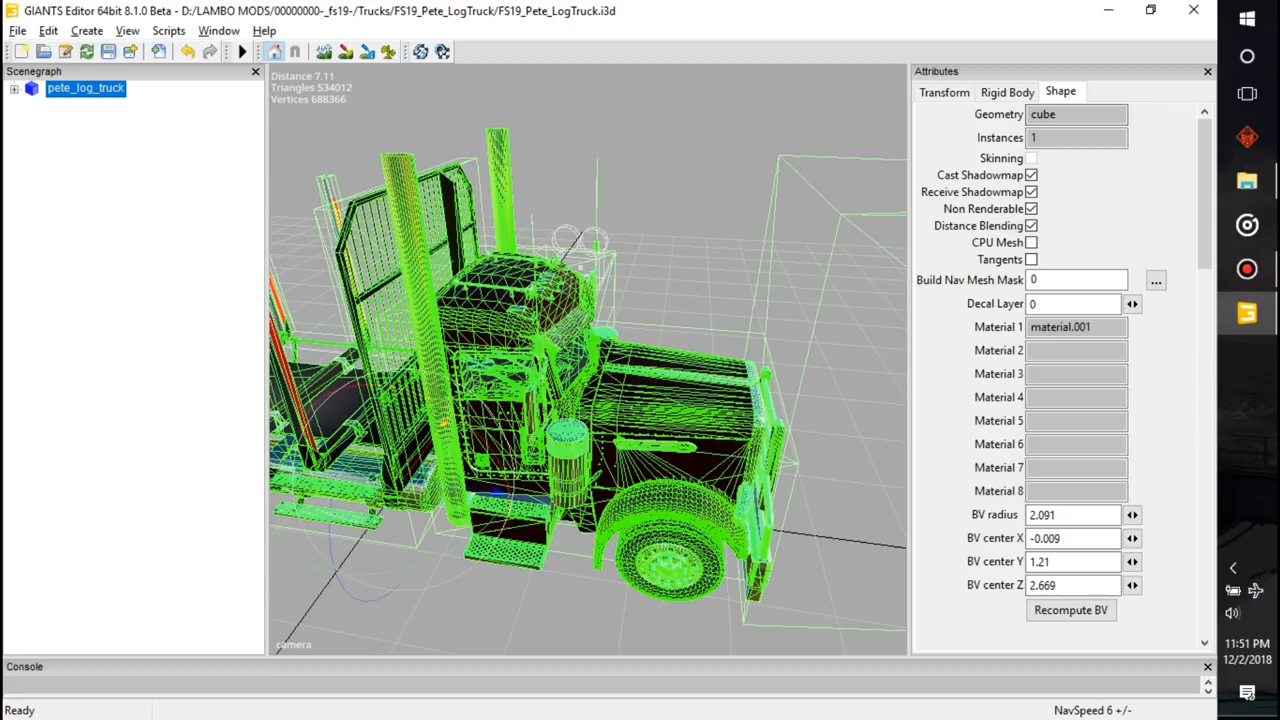 GIANTS Editor 64bit 8.1.0 Beta - D:/LAMBO MODS/00000000-_fs19-/Trucks/FS19_Pete_LogTruck/FS19_Pete_LogTruck.i3d
File Edit Create View Scripts Window Help
Scenegraph
pete_log_truck
Distance 7.11
Triangles 534012
Vertices 688366
camera
Attributes
Transform Rigid Body Shape
Geometry cube
Instances 1
Skinning
Cast Shadowmap
Receive Shadowmap
Non Renderable
Distance Blending
CPU Mesh
Tangents
Build Nav Mesh Mask 0 ...
Decal Layer 0
Material 1 material.001
Material 2
Material 3
Material 4
Material 5
Material 6
Material 7
Material 8
BV radius 2.091
BV center X -0.009
BV center Y 1.21
BV center Z 2.669
Recompute BV
Console
Ready
NavSpeed 6 +/-
11:51 PM
12/2/2018